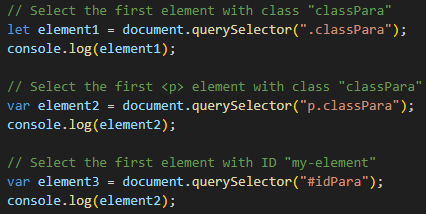 // Select the first element with class "classPara"
let element1 = document.querySelector(".classPara");
console.log(element1);
// Select the first <p> element with class "classPara"
var element2 = document.querySelector("p.classPara");
console.log(element2);
// Select the first element with ID "my-element"
var element3 = document.querySelector("#idPara");
console.log(element2);